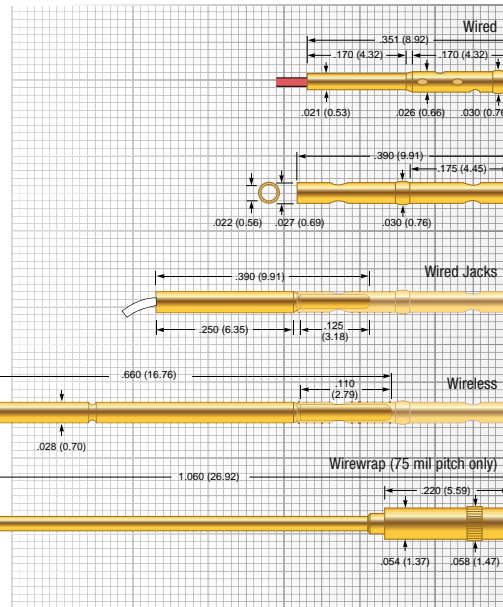 Wired
.351 (8.92)
.170 (4.32) .170 (4.32)
.021 (0.53) .026 (0.66) .030 (0.76
.390 (9.91)
.175 (4.45)
.022 (0.56) .027 (0.69) .030 (0.76)
Wired Jacks
.390 (9.91)
.250 (6.35) .125
(3.18)
.660 (16.76)
Wireless
.110
(2.79)
.028 (0.70)
Wirewrap (75 mil pitch only)
1.060 (26.92)
.220 (5.59)
.054 (1.37) .058 (1.47)